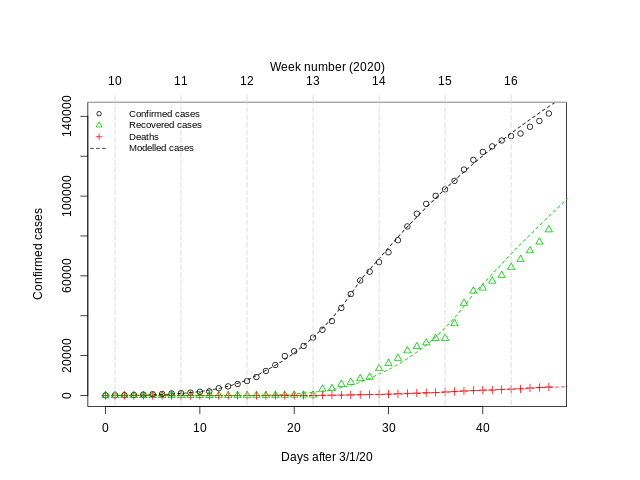 Week number (2020)
10 11 12 13 14 15 16
Confirmed cases
Recovered cases
Deaths
Modelled cases
Confirmed cases
140000
100000
60000
20000
0
0 10 20 30 40
Days after 3/1/20